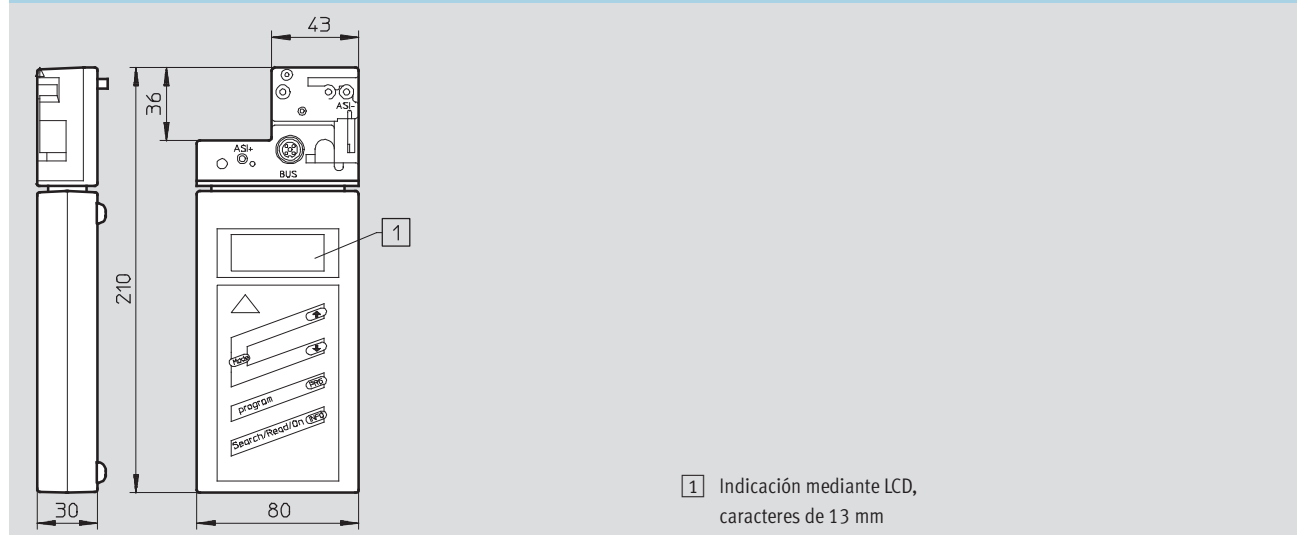 43
36
ASI-
ASI+
BUS
1
210
Mode
PRG
program
Search/Read/On INFO
30
80
1 Indicación mediante LCD,
caracteres de 13 mm